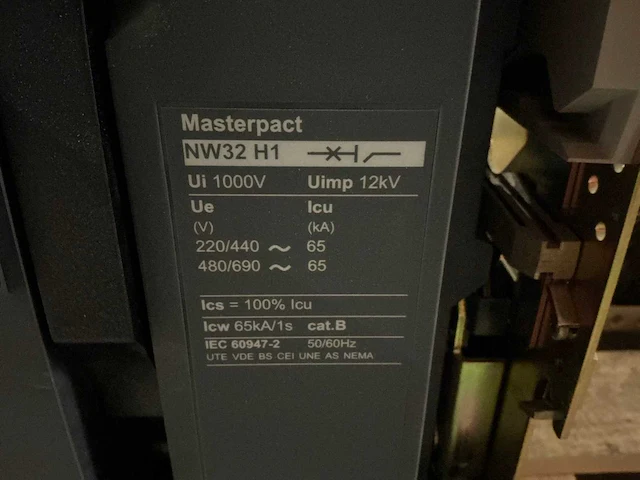 Masterpact
NW32 H1
Ui 1000V Uimp 12kV
Ue Icu
(V) (kA)
220/440 ~ 65
480/690 ~ 65
Ics = 100% Icu
Icw 65kA/1s cat.B
IEC 60947-2 50/60Hz
UTE VDE BS CEI UNE AS NEMA